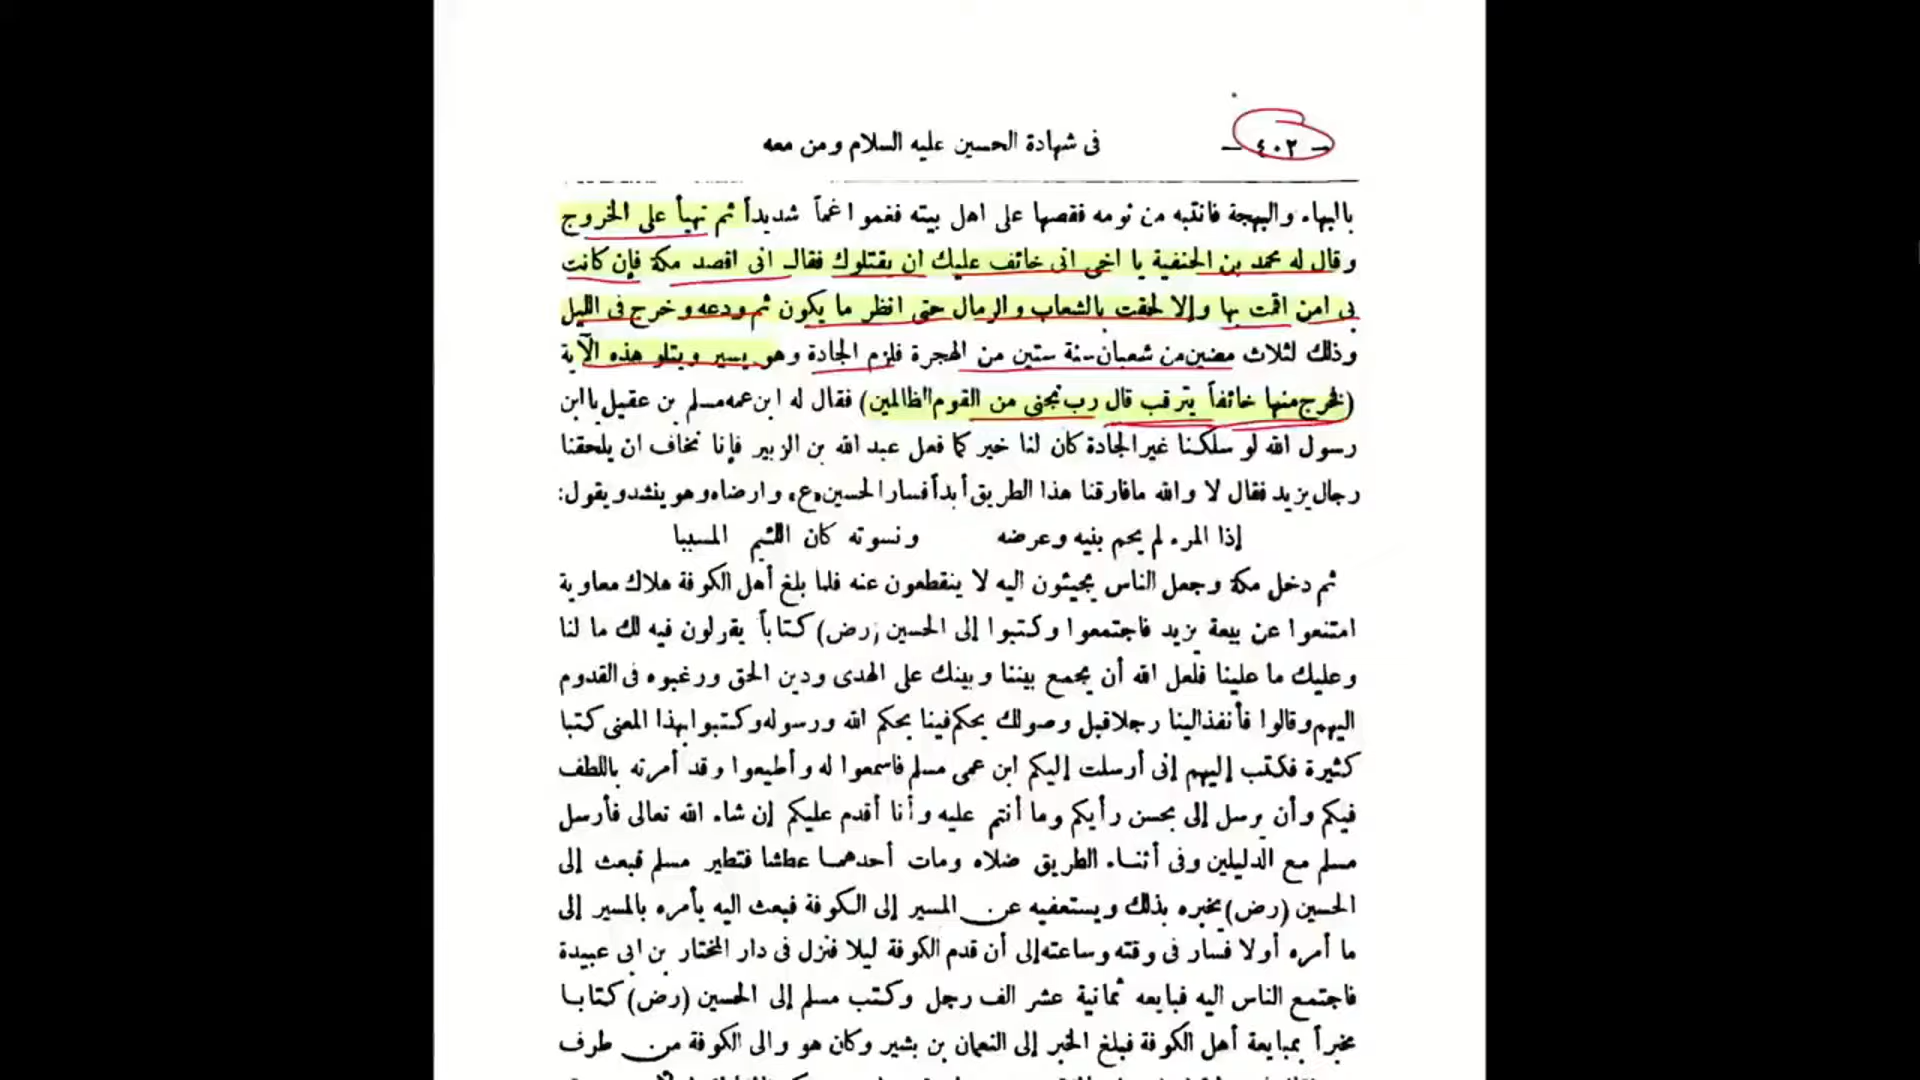 - ٤٠٢ -
فى شهادة الحسين عليه السلام ومن معه
بالبهاء والبهجة فانتبه من نومه فقصها على اهل بيته فغموا غماً شديداً ثم تهيأ على الخروج
وقال له محمد بن الحنفية يا اخى انى خائف عليك ان يقتلوك فقال انى اقصد مكة فإن كانت
بى امن اقمت بها وإلا لحقت بالشعاب والرمال حتى انظر ما يكون ثم ودعه وخرج فى الليل
وذلك لثلاث مضين من شعبان سنة ستين من الهجرة فلزم الجادة وهو يسير ويتلو هذه الآية
(فخرج منها خائفاً يترقب قال رب نجنى من القوم الظالمين) فقال له ابن عمه مسلم بن عقيل يا ابن
رسول الله لو سلكنا غير الجادة كان لنا خير كما فعل عبد الله بن الزبير فإنا نخاف ان يلحقنا
رجال يزيد فقال لا والله ما فارقنا هذا الطريق أبداً فسار الحسين «ع» وارضاه وهو ينشد ويقول:
إذا المرء لم يحم بنيه وعرضه ونسوته كان اللئيم المسببا
ثم دخل مكة وجعل الناس يجيئون اليه لا ينقطعون عنه فلما بلغ أهل الكوفة هلاك معاوية
امتنعوا عن بيعة يزيد فاجتمعوا وكتبوا إلى الحسين (رض) كتاباً يقولون فيه لك ما لنا
وعليك ما علينا فلعل الله أن يجمع بيننا وبينك على الهدى ودين الحق ورغبوه فى القدوم
اليهم وقالوا فأنفذ الينا رجلا قبل وصولك يحكم فينا بحكم الله ورسوله وكتبوا بهذا المعنى كتبا
كثيرة فكتب إليهم إنى أرسلت إليكم ابن عمى مسلم فاسمعوا له وأطيعوا وقد أمرته باللطف
فيكم وأن يرسل إلى بحسن رأيكم وما أنتم عليه وأنا أقدم عليكم إن شاء الله تعالى فأرسل
مسلم مع الدليلين وفى أثناء الطريق ضلاه ومات أحدهما عطشا فتطير مسلم فبعث إلى
الحسين (رض) يخبره بذلك ويستعفيه عن المسير إلى الكوفة فبعث اليه يأمره بالمسير إلى
ما أمره أولا فسار فى وقته وساعته إلى أن قدم الكوفة ليلا فنزل فى دار المختار بن ابى عبيدة
فاجتمع الناس اليه فبايعه ثمانية عشر الف رجل وكتب مسلم إلى الحسين (رض) كتابا
مخبراً بمبايعة أهل الكوفة فبلغ الخبر إلى النعمان بن بشير وكان هو والى الكوفة من طرف